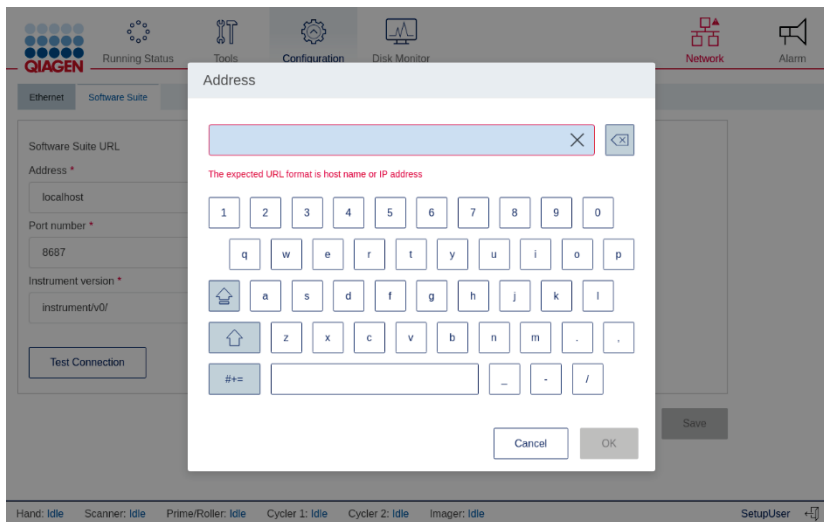 QIAGEN
Running Status
Tools
Configuration
Disk Monitor
Network
Alarm
Ethernet
Software Suite
Software Suite URL
Address *
localhost
Port number *
8687
Instrument version *
instrument/v0/
Test Connection
Save
Address
The expected URL format is host name or IP address
1 2 3 4 5 6 7 8 9 0
q w e r t y u i o p
a s d f g h j k l
z x c v b n m . ,
#+= _ - /
Cancel OK
Hand: Idle Scanner: Idle Prime/Roller: Idle Cycler 1: Idle Cycler 2: Idle Imager: Idle SetupUser